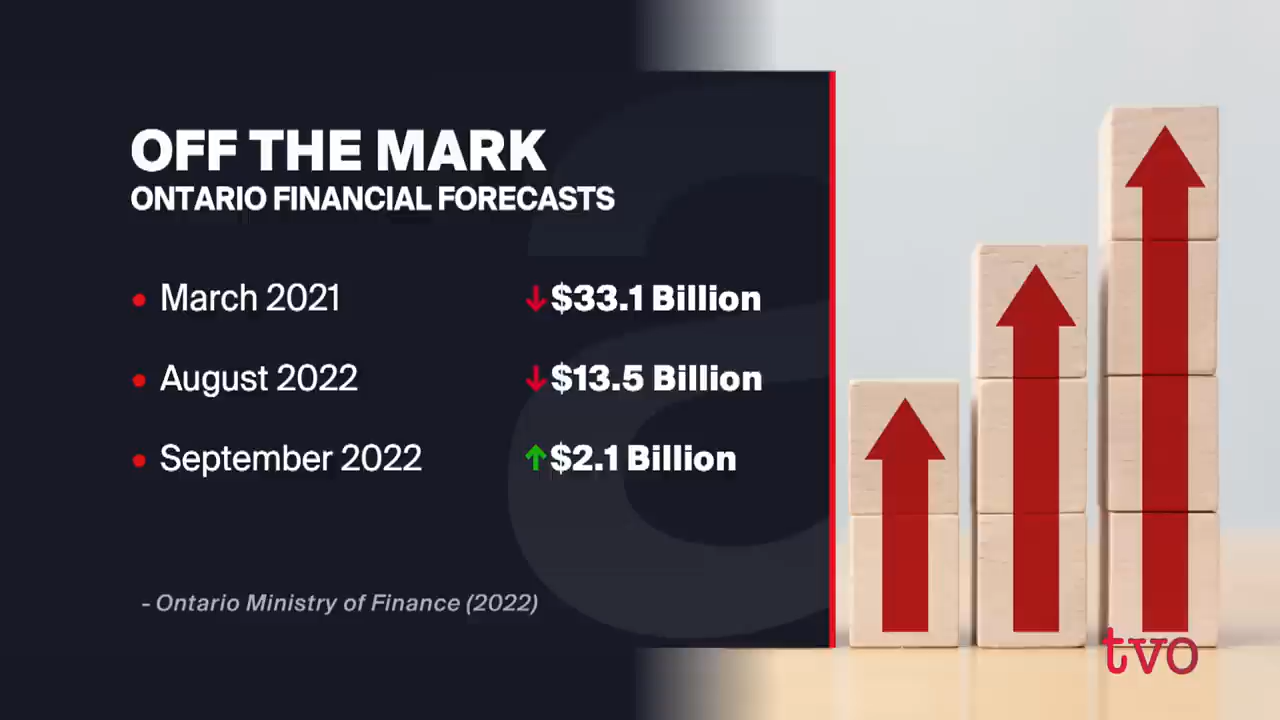 OFF THE MARK
ONTARIO FINANCIAL FORECASTS
• March 2021 ↓$33.1 Billion
• August 2022 ↓$13.5 Billion
• September 2022 ↑$2.1 Billion
- Ontario Ministry of Finance (2022)
tvo